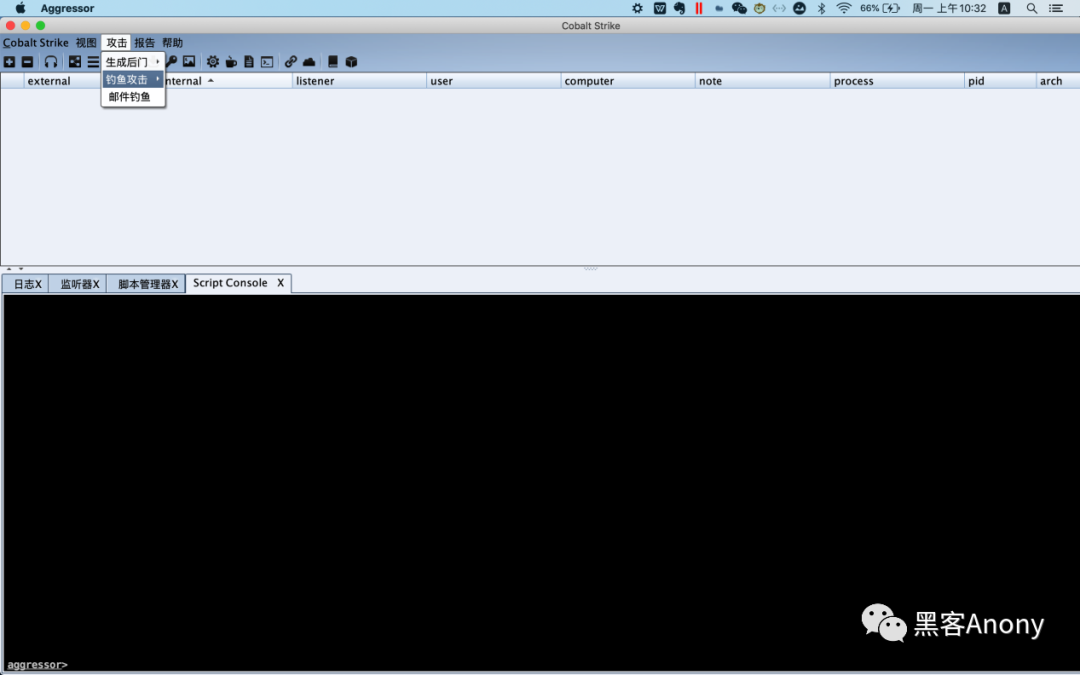 Aggressor 66% 周一 上午10:32 A
Cobalt Strike
Cobalt Strike 视图 攻击 报告 帮助
生成后门
钓鱼攻击
邮件钓鱼
external nternal listener user computer note process pid arch
日志X 监听器X 脚本管理器X Script Console X
黑客Anony
aggressor>